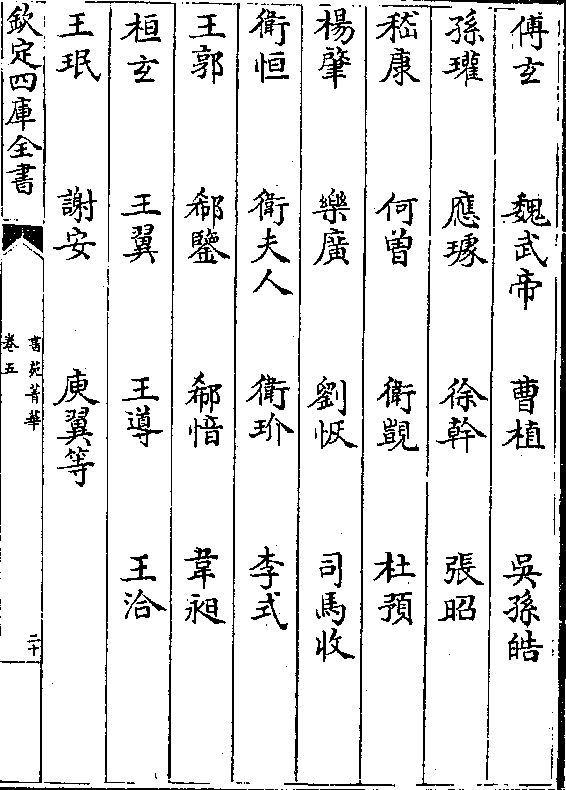 傅玄 魏武帝 曹植 吳孫皓
孫瓘 應璩 徐幹 張昭
嵇康 何曽 衛覬 杜預
楊肇 樂廣 劉恢 司馬收
衛恒 衛夫人 衛玠 李式
王郭 郗鑒 郗愔 韋昶
桓玄 王翼 王導 王洽
王珉 謝安 庾翼等
欽定四庫全書
書苑菁華
卷五
二十